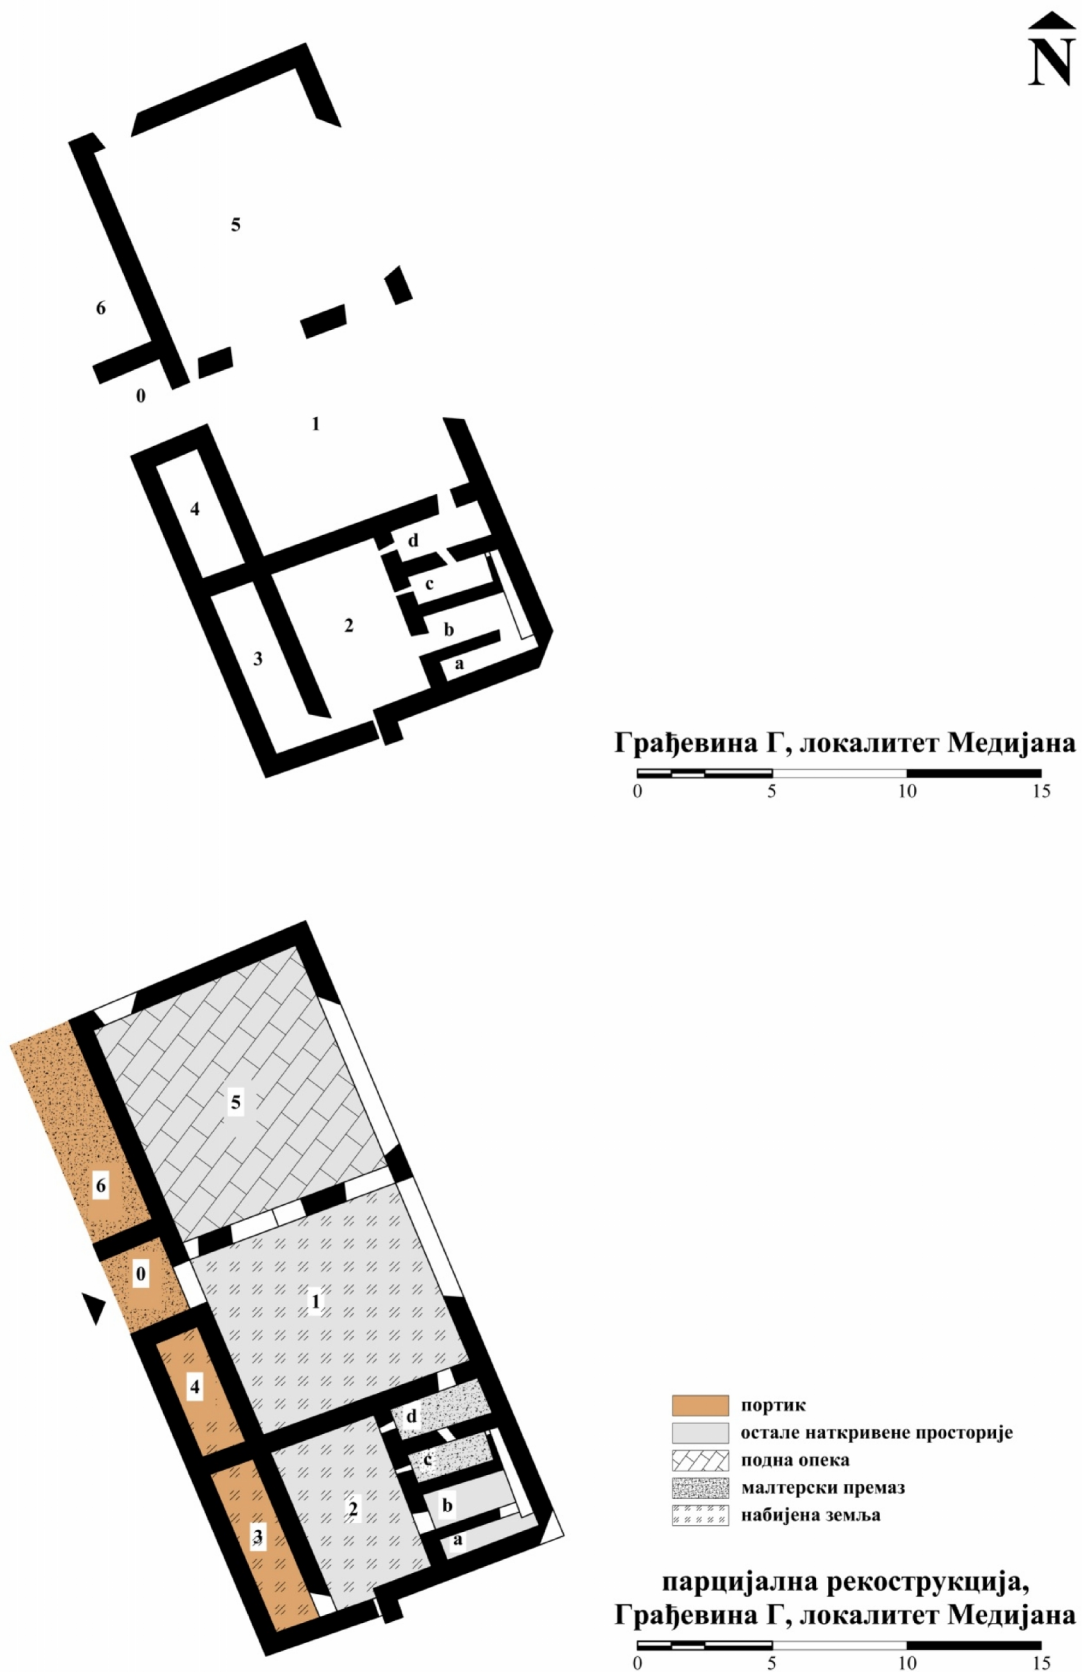 N
5
6
0
1
4
d
c
2
b
3
a
Грађевина Г, локалитет Медијана
0 5 10 15
5
6
0
1
4
d
c
2
b
3
a
портик
остале наткривене просторије
подна опека
малтерски премаз
набијена земља
парцијална рекострукција,
Грађевина Г, локалитет Медијана
0 5 10 15